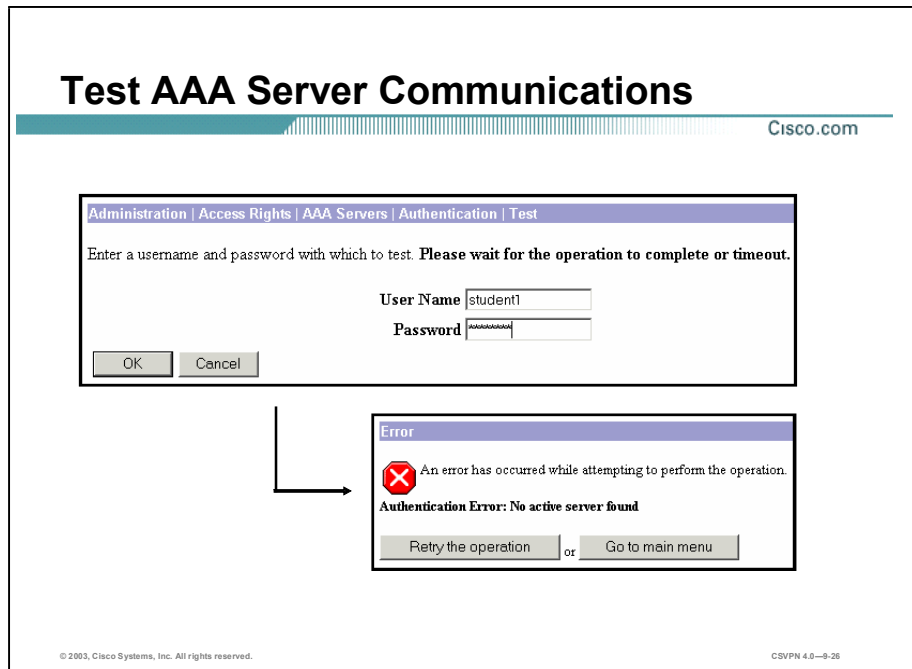 Test AAA Server Communications
Cisco.com
Administration | Access Rights | AAA Servers | Authentication | Test
Enter a username and password with which to test. Please wait for the operation to complete or timeout.
User Name student1
Password ********
OK Cancel
Error
An error has occurred while attempting to perform the operation.
Authentication Error: No active server found
Retry the operation or Go to main menu
© 2003, Cisco Systems, Inc. All rights reserved. CSVPN 4.0—9-26